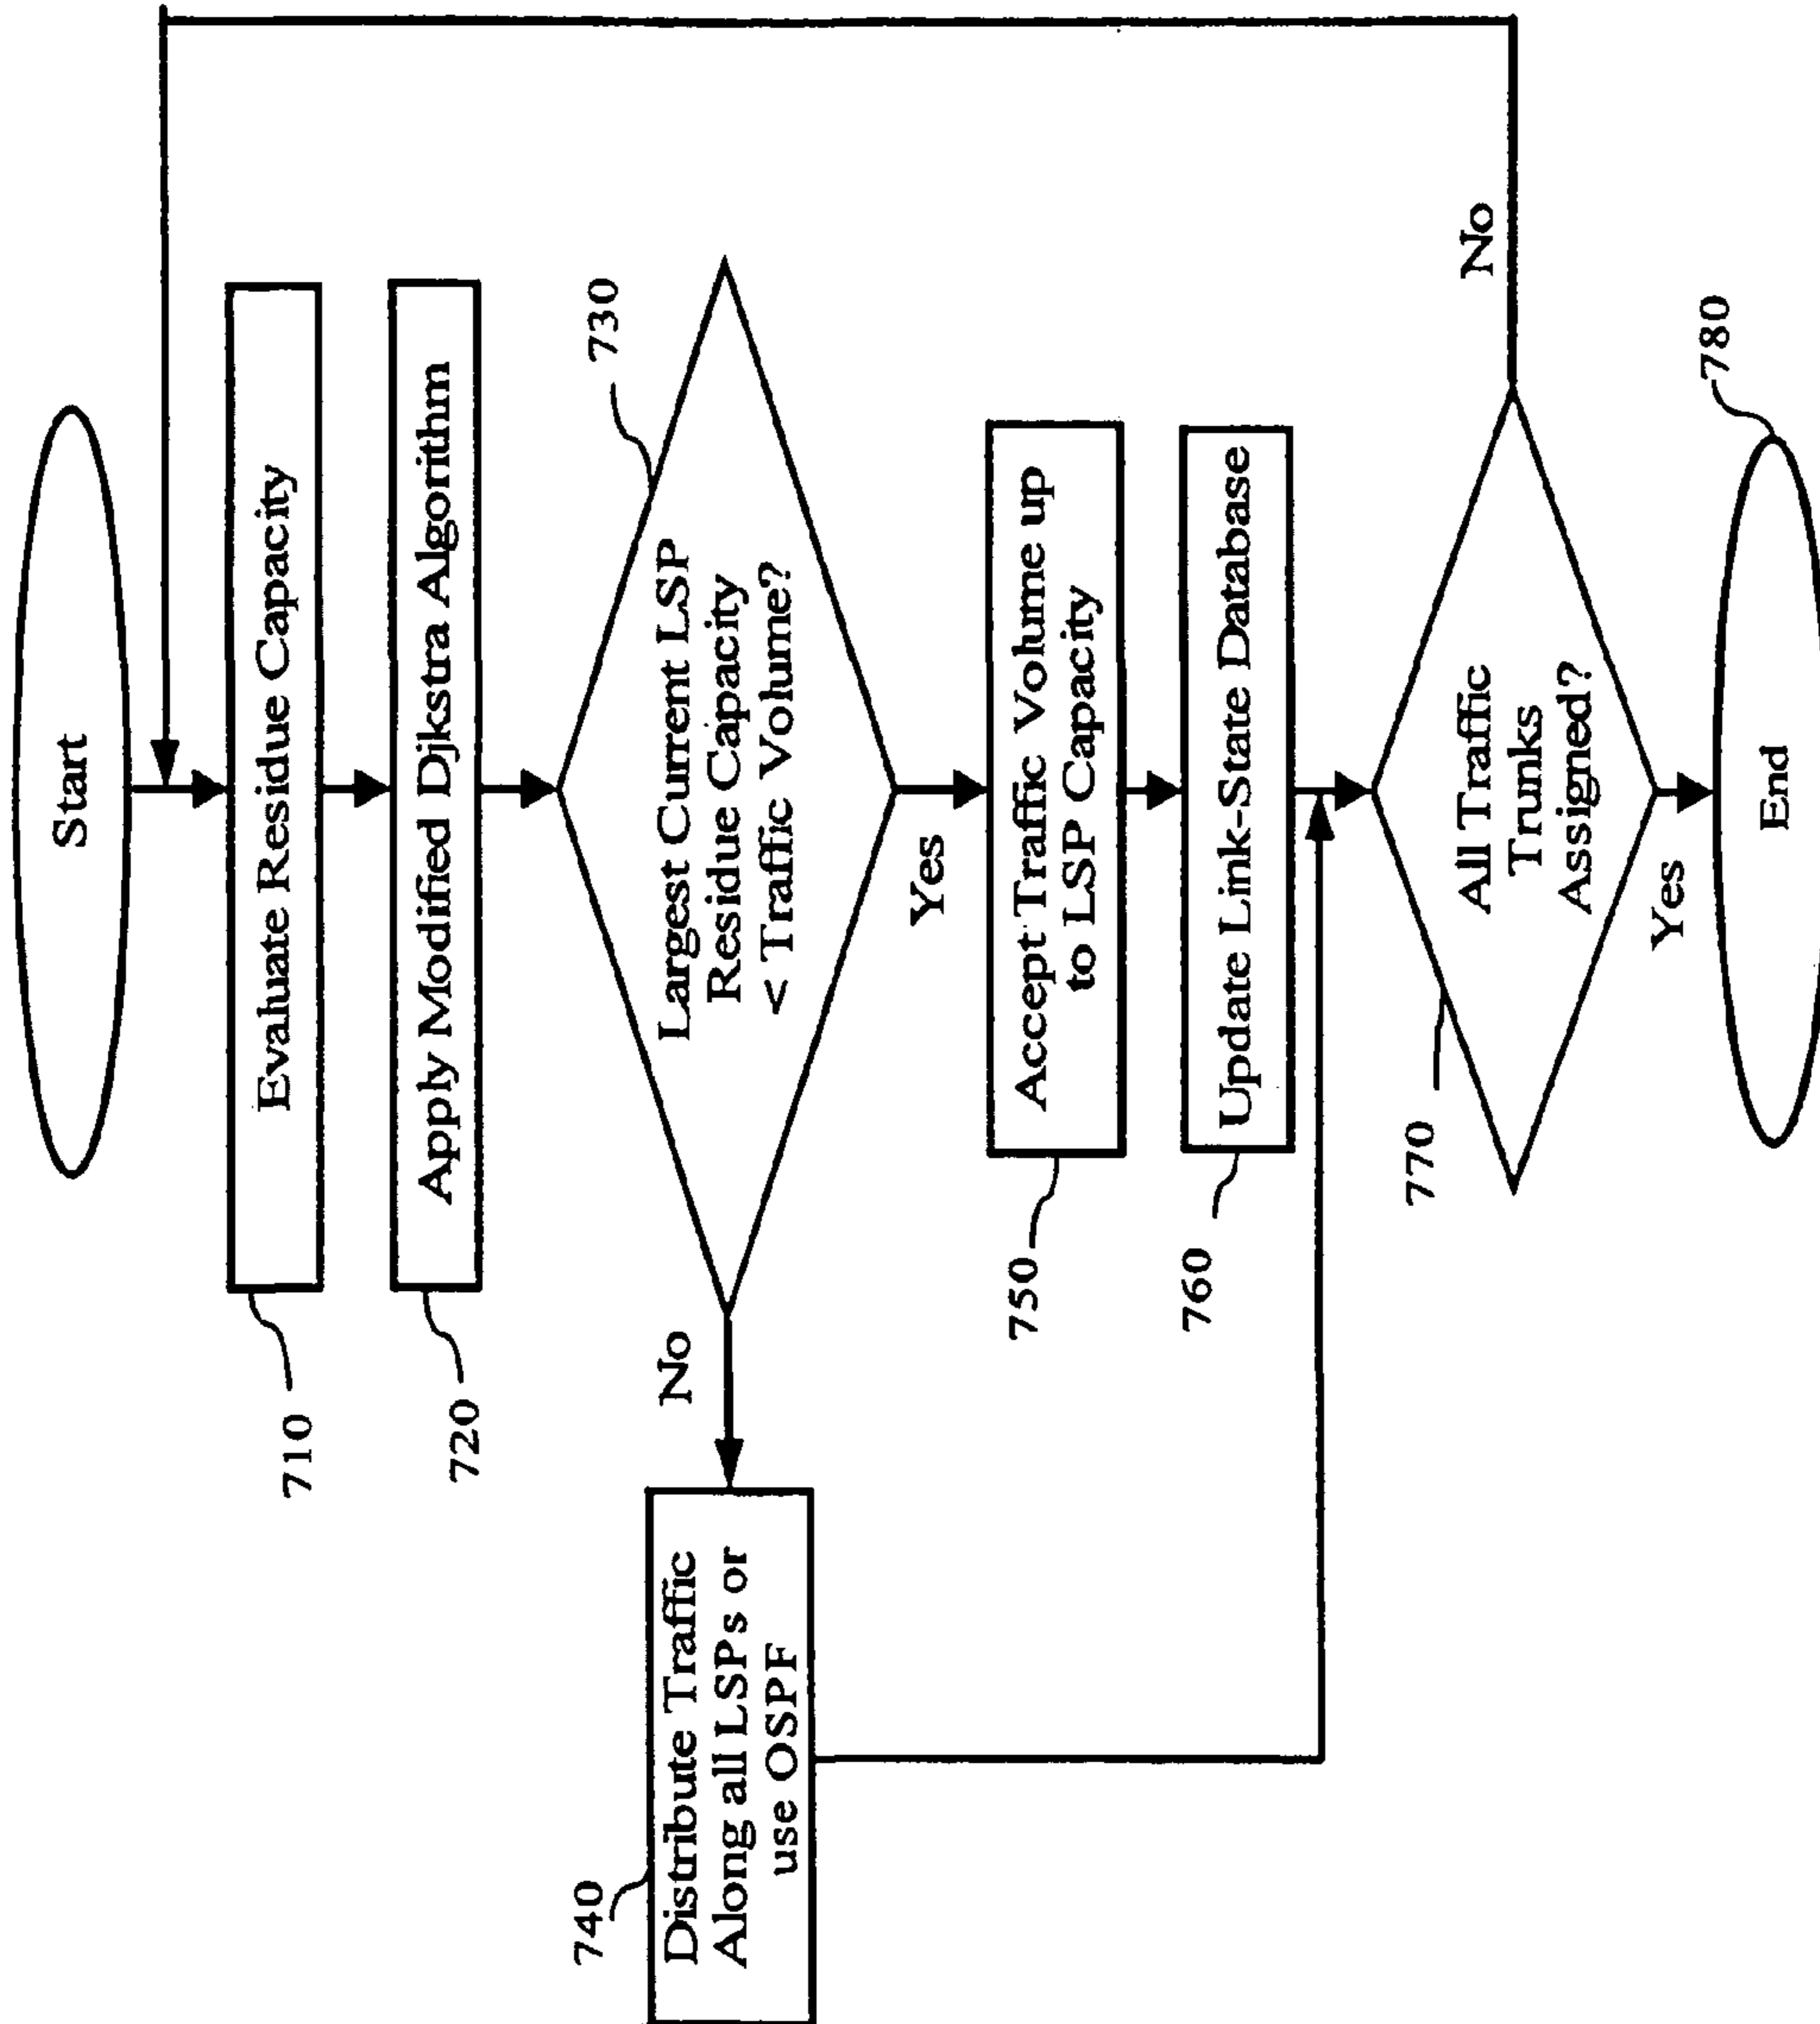 Start
710
Evaluate Residue Capacity
720
Apply Modified Djkstra Algorithm
730
Largest Current LSP
Residue Capacity
< Traffic Volume?
No
Yes
740
Distribute Traffic
Along all LSPs or
use OSPF
750
Accept Traffic Volume up
to LSP Capacity
760
Update Link-State Database
770
All Traffic
Trunks
Assigned?
No
Yes
780
End